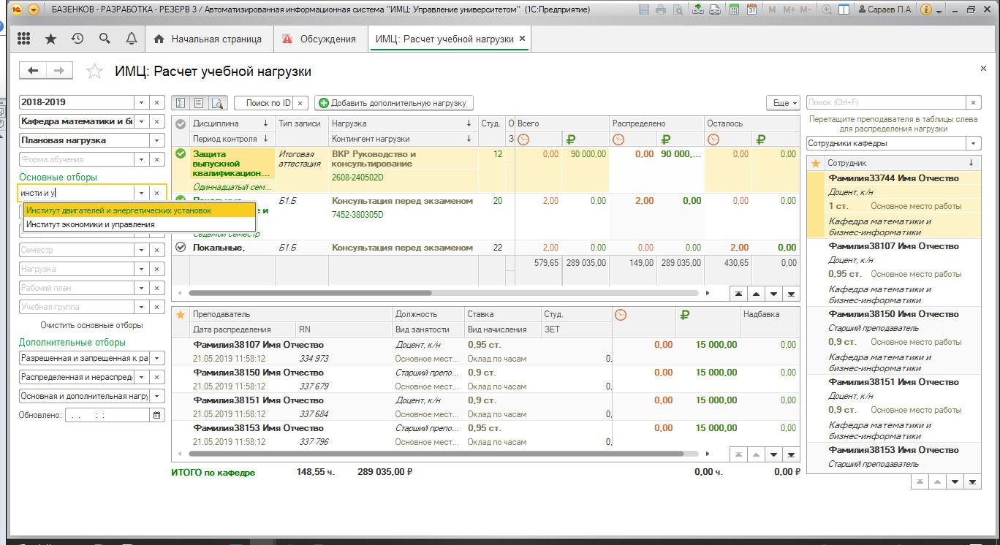 БАЗЕНКОВ - РАЗРАБОТКА - РЕЗЕРВ 3 / Автоматизированная информационная система "ИМЦ: Управление университетом" (1С:Предприятие)
M M+ M- Сараев Л.А.
Начальная страница
Обсуждения
ИМЦ: Расчет учебной нагрузки ×
ИМЦ: Расчет учебной нагрузки
2018-2019
Кафедра математики и би
Плановая нагрузка
Форма обучения
Основные отборы
инсти и у
Институт двигателей и энергетических установок
Институт экономики и управления
Семестр
Нагрузка
Рабочий план
Учебная группа
Очистить основные отборы
Дополнительные отборы
Разрешенная и запрещенная к ра
Распределенная и нераспред
Основная и дополнительная нагру
Обновлено: . . : :
Поиск по ID ×
Добавить дополнительную нагрузку
Еще
Дисциплина ↓ Тип записи Нагрузка ↓ Студ. О Всего Распределено Осталось
Период контроля ↓ Контингент нагрузки ↓ З ₽ ₽ ₽
Защита выпускной квалификацион... Итоговая аттестация ВКР Руководство и консультирование 12 0,00 90 000,00 0,00 90 000,... 0,00 0,00
Одиннадцатый сем... 2608-240502D
Б1.Б Консультация перед экзаменом 20 2,00 0,00 2,00 0,00 0,00 0,00
е и 7452-380305D
Седьмой семестр
Локальные, Б1.Б Консультация перед экзаменом 22 2,00 0,00 0,00 0,00 2,00 0,00
579,65 289 035,00 149,00 289 035,00 430,65 0,00
Преподаватель Должность Ставка Студ. ₽ Надбавка
Дата распределения RN Вид занятости Вид начисления ЗЕТ
Фамилия38107 Имя Отчество Доцент, к/н 0,95 ст. 0,00 15 000,00 0,00
21.05.2019 11:58:12 334 973 Основное мест... Оклад по часам 0,
Фамилия38150 Имя Отчество Старший препо... 0,9 ст. 0,00 15 000,00 0,00
21.05.2019 11:58:12 337 679 Основное мест... Оклад по часам 0,
Фамилия38151 Имя Отчество Доцент, к/н 0,9 ст. 0,00 15 000,00 0,00
21.05.2019 11:58:12 337 684 Основное мест... Оклад по часам 0,
Фамилия38153 Имя Отчество Старший препо... 0,95 ст. 0,00 15 000,00 0,00
21.05.2019 11:58:12 337 796 Основное мест... Оклад по часам 0,
ИТОГО по кафедре 148,55 ч. 289 035,00 ₽ 0,00 ч. 0,00 ₽
Поиск (Ctrl+F) ×
Перетащите преподавателя в таблицы слева
для распределения нагрузки
Сотрудники кафедры
Сотрудник ↓
Фамилия33744 Имя Отчество
Доцент, к/н
1 ст. Основное место работы
Кафедра математики и
бизнес-информатики
Фамилия38107 Имя Отчество
Доцент, к/н
0,95 ст. Основное место работы
Кафедра математики и
бизнес-информатики
Фамилия38150 Имя Отчество
Старший преподаватель
0,9 ст. Основное место работы
Кафедра математики и
бизнес-информатики
Фамилия38151 Имя Отчество
Доцент, к/н
0,9 ст. Основное место работы
Кафедра математики и
бизнес-информатики
Фамилия38153 Имя Отчество
Старший преподаватель